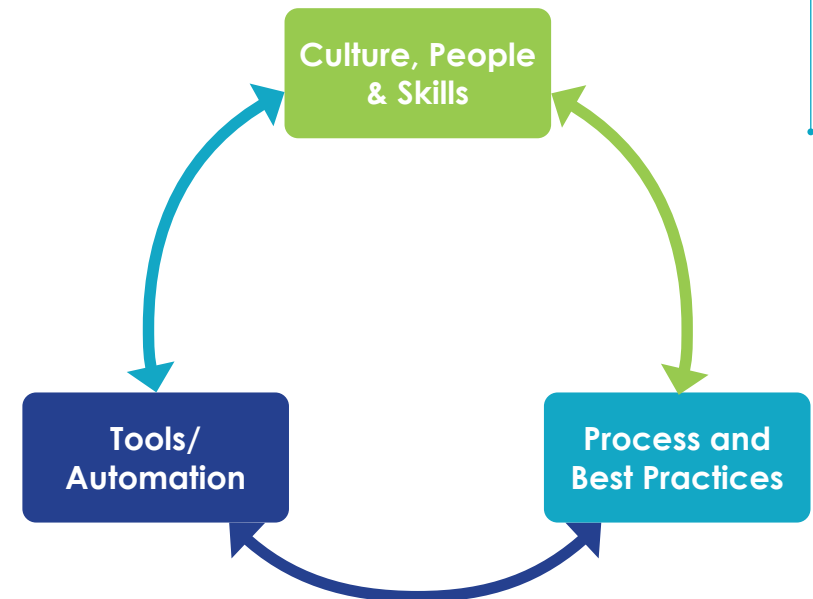 Culture, People
& Skills
Tools/
Automation
Process and
Best Practices